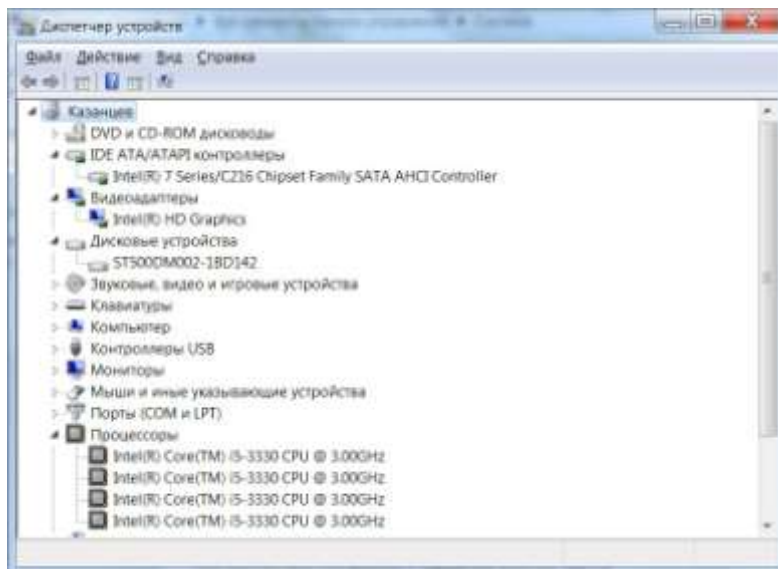 Диспетчер устройств
Файл Действие Вид Справка
Казанцев
DVD и CD-ROM дисководы
IDE ATA/ATAPI контроллеры
Intel(R) 7 Series/C216 Chipset Family SATA AHCI Controller
Видеоадаптеры
Intel(R) HD Graphics
Дисковые устройства
ST500DM002-1BD142
Звуковые, видео и игровые устройства
Клавиатуры
Компьютер
Контроллеры USB
Мониторы
Мыши и иные указывающие устройства
Порты (COM и LPT)
Процессоры
Intel(R) Core(TM) i5-3330 CPU @ 3.00GHz
Intel(R) Core(TM) i5-3330 CPU @ 3.00GHz
Intel(R) Core(TM) i5-3330 CPU @ 3.00GHz
Intel(R) Core(TM) i5-3330 CPU @ 3.00GHz